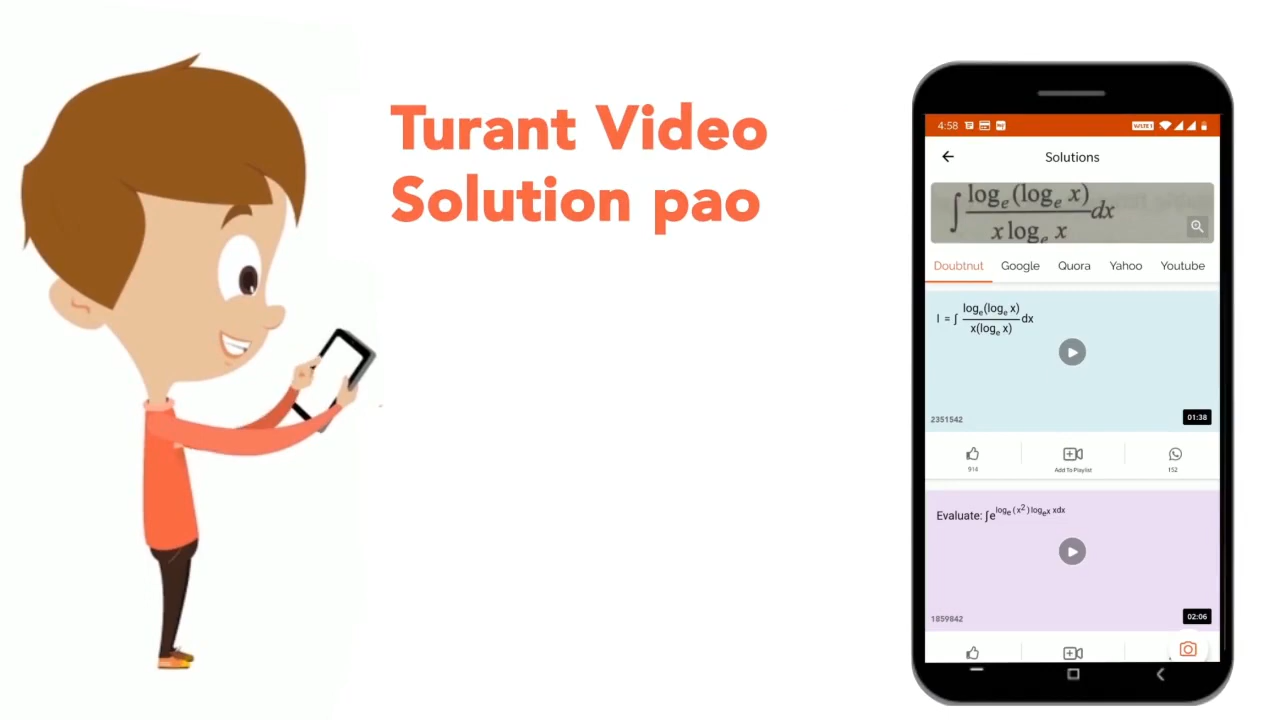 Turant Video
Solution pao
4:58
VoLTE1
Solutions
∫ logₑ(logₑ x) / x logₑ x dx
Doubtnut Google Quora Yahoo Youtube
I = ∫ logₑ(logₑ x) / x(logₑ x) dx
2351542 01:38
914 Add To Playlist 152
Evaluate: ∫e^logₑ(x²)logₑx xdx
1859842 02:06